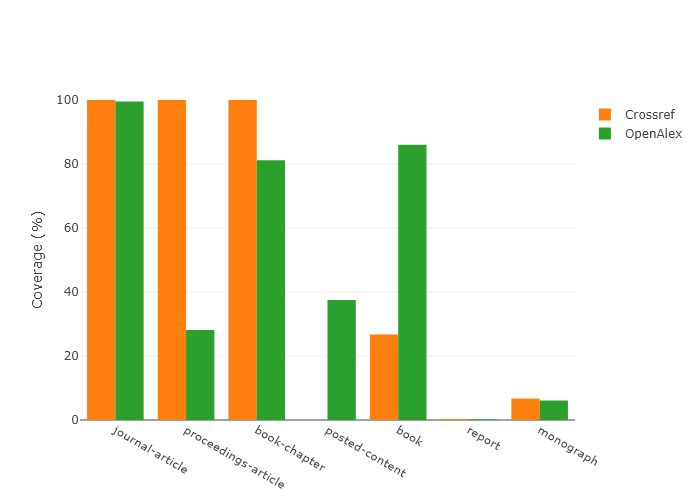 Crossref
OpenAlex
Coverage (%)
100
80
60
40
20
0
journal-article
proceedings-article
book-chapter
posted-content
book
report
monograph